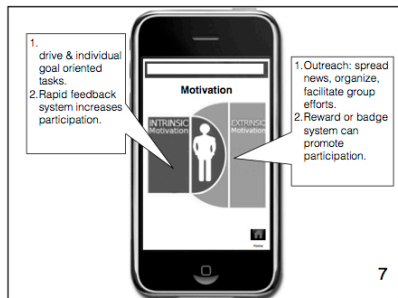 1.
drive & individual
goal oriented
tasks.
2.Rapid feedback
system increases
participation.
Motivation
INTRINSIC
Motivation
EXTRINSIC
Motivation
Home
1.Outreach: spread
news, organize,
facilitate group
efforts.
2.Reward or badge
system can
promote
participation.
7